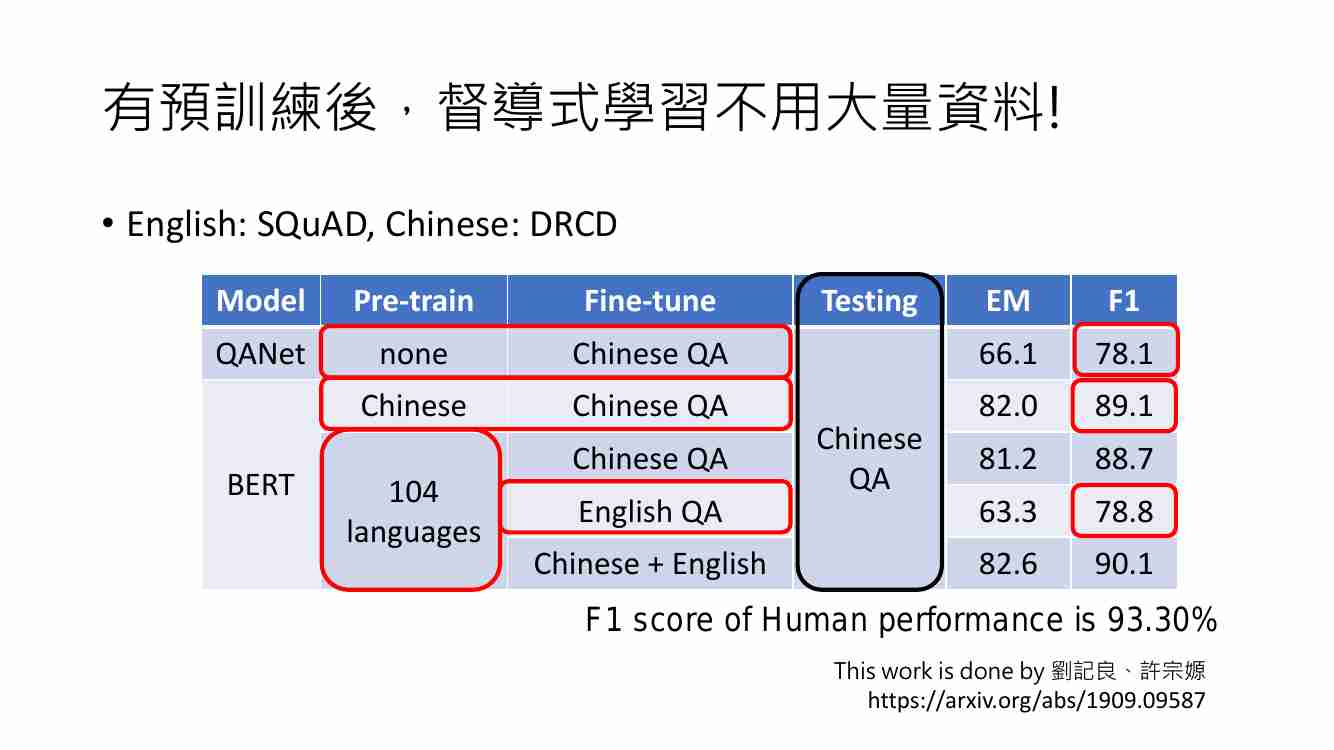 有預訓練後，督導式學習不用大量資料!
• English: SQuAD, Chinese: DRCD
Model Pre-train Fine-tune Testing EM F1
QANet none Chinese QA 66.1 78.1
Chinese Chinese QA 82.0 89.1
BERT 104 languages Chinese QA Chinese QA 81.2 88.7
English QA 63.3 78.8
Chinese + English 82.6 90.1
F1 score of Human performance is 93.30%
This work is done by 劉記良、許宗嫄
https://arxiv.org/abs/1909.09587